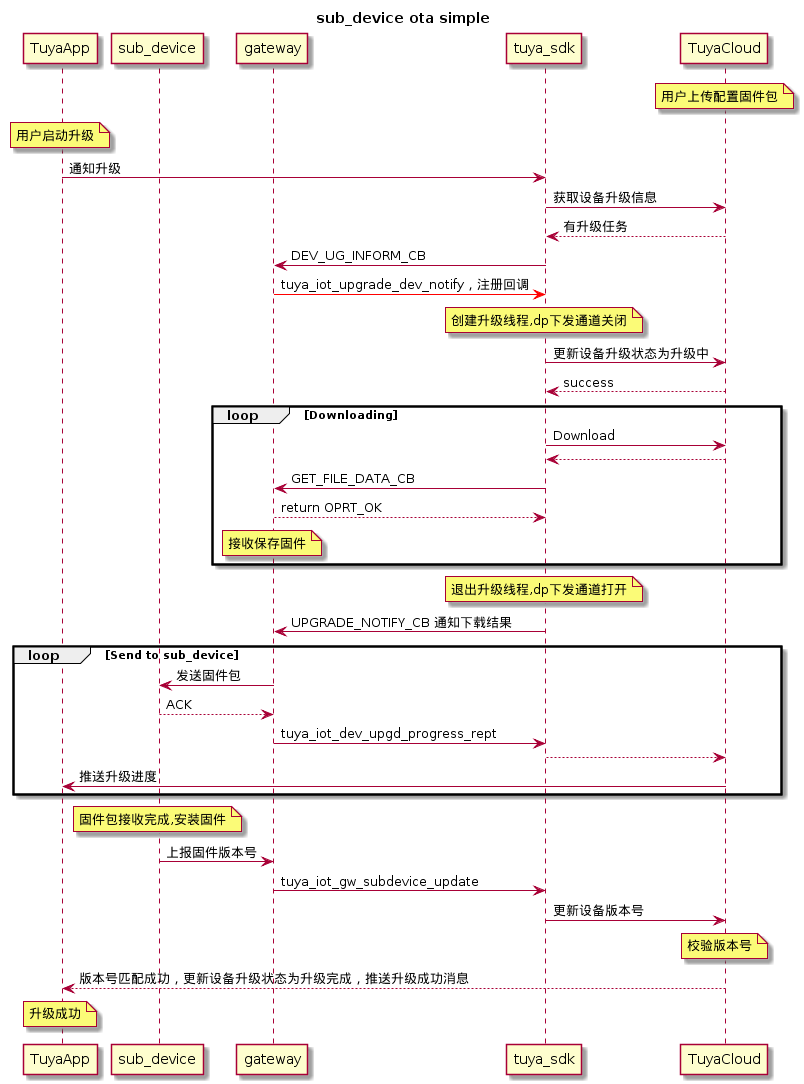 sub_device ota simple
TuyaApp
sub_device
gateway
tuya_sdk
TuyaCloud
用户上传配置固件包
用户启动升级
通知升级
获取设备升级信息
有升级任务
DEV_UG_INFORM_CB
tuya_iot_upgrade_dev_notify，注册回调
创建升级线程,dp下发通道关闭
更新设备升级状态为升级中
success
loop
[Downloading]
Download
GET_FILE_DATA_CB
return OPRT_OK
接收保存固件
退出升级线程,dp下发通道打开
UPGRADE_NOTIFY_CB 通知下载结果
loop
[Send to sub_device]
发送固件包
ACK
tuya_iot_dev_upgd_progress_rept
推送升级进度
固件包接收完成,安装固件
上报固件版本号
tuya_iot_gw_subdevice_update
更新设备版本号
校验版本号
版本号匹配成功，更新设备升级状态为升级完成，推送升级成功消息
升级成功
TuyaApp
sub_device
gateway
tuya_sdk
TuyaCloud